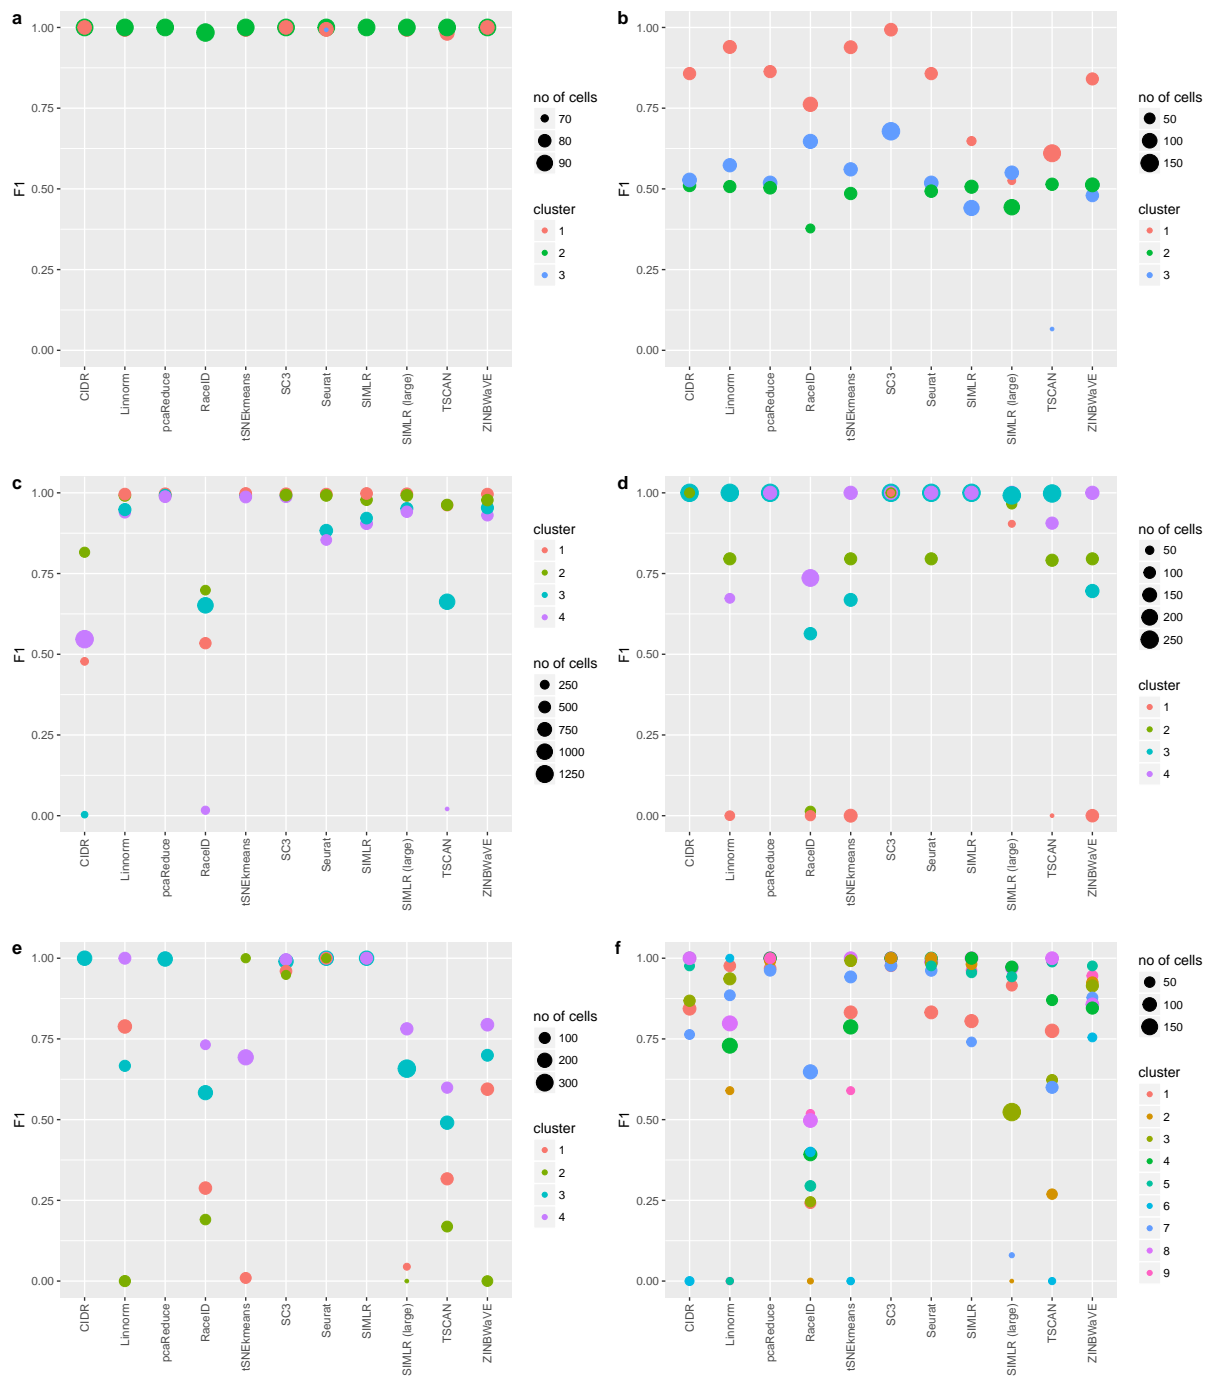 a
1.00
0.75
0.50
0.25
0.00
F1
CIDR
Linnorm
pcaReduce
RaceID
tSNEkmeans
SC3
Seurat
SIMLR
SIMLR (large)
TSCAN
ZINBWaVE
no of cells
70
80
90
cluster
1
2
3
b
1.00
0.75
0.50
0.25
0.00
F1
CIDR
Linnorm
pcaReduce
RaceID
tSNEkmeans
SC3
Seurat
SIMLR
SIMLR (large)
TSCAN
ZINBWaVE
no of cells
50
100
150
cluster
1
2
3
c
1.00
0.75
0.50
0.25
0.00
F1
CIDR
Linnorm
pcaReduce
RaceID
tSNEkmeans
SC3
Seurat
SIMLR
SIMLR (large)
TSCAN
ZINBWaVE
cluster
1
2
3
4
no of cells
250
500
750
1000
1250
d
1.00
0.75
0.50
0.25
0.00
F1
CIDR
Linnorm
pcaReduce
RaceID
tSNEkmeans
SC3
Seurat
SIMLR
SIMLR (large)
TSCAN
ZINBWaVE
no of cells
50
100
150
200
250
cluster
1
2
3
4
e
1.00
0.75
0.50
0.25
0.00
F1
CIDR
Linnorm
pcaReduce
RaceID
tSNEkmeans
SC3
Seurat
SIMLR
SIMLR (large)
TSCAN
ZINBWaVE
no of cells
100
200
300
cluster
1
2
3
4
f
1.00
0.75
0.50
0.25
0.00
F1
CIDR
Linnorm
pcaReduce
RaceID
tSNEkmeans
SC3
Seurat
SIMLR
SIMLR (large)
TSCAN
ZINBWaVE
no of cells
50
100
150
cluster
1
2
3
4
5
6
7
8
9